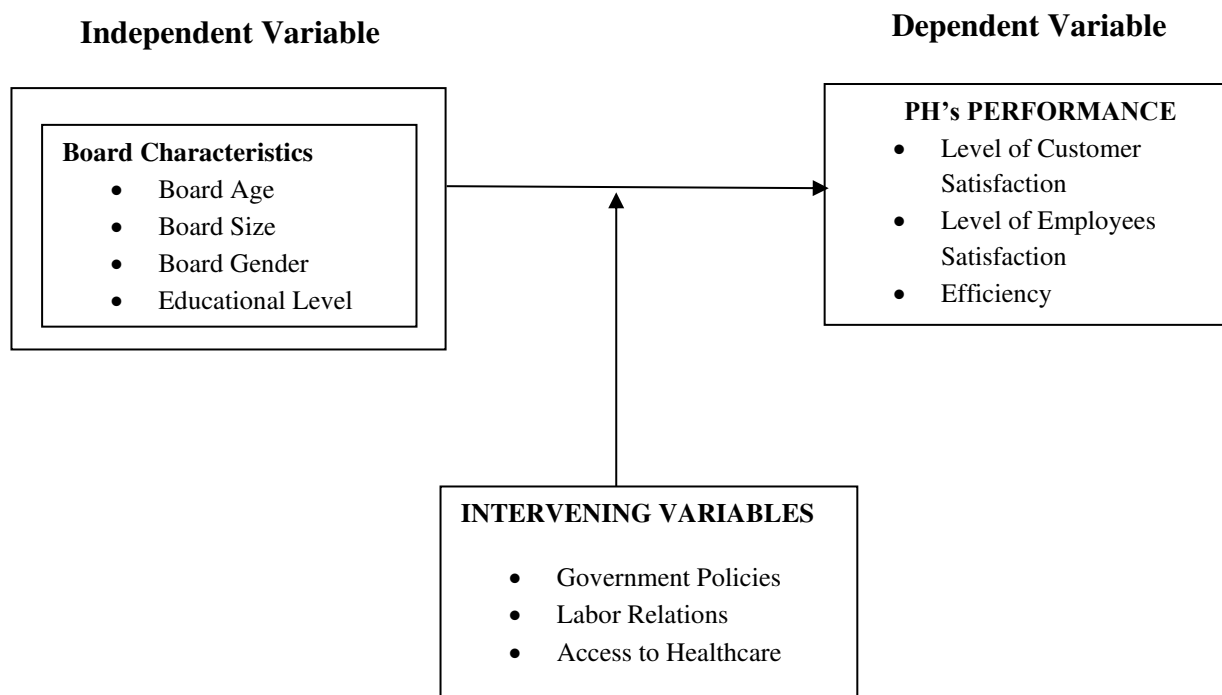 Independent Variable
Dependent Variable
Board Characteristics
• Board Age
• Board Size
• Board Gender
• Educational Level
PH’s PERFORMANCE
• Level of Customer
Satisfaction
• Level of Employees
Satisfaction
• Efficiency
INTERVENING VARIABLES
• Government Policies
• Labor Relations
• Access to Healthcare